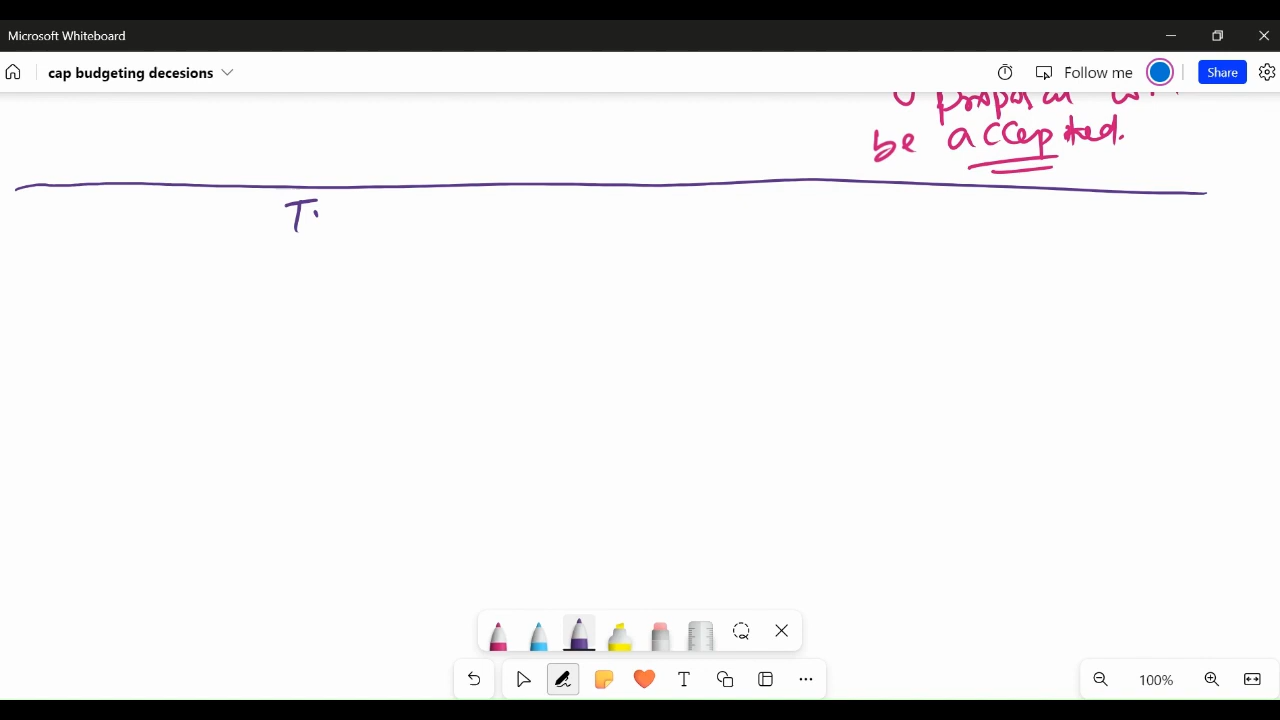 Microsoft Whiteboard
cap budgeting decesions
Follow me
Share
be accepted.
T
100%